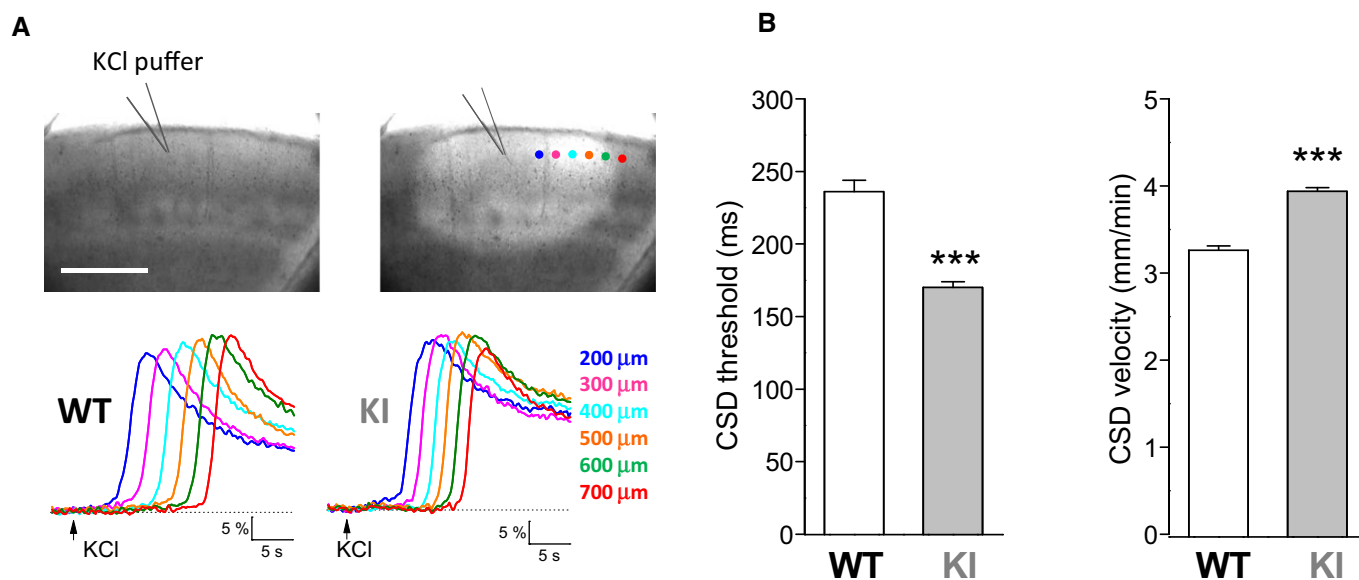 A
KCl puffer
WT
KI
200 µm
300 µm
400 µm
500 µm
600 µm
700 µm
5 %
5 s
KCl
5 %
5 s
KCl
B
CSD threshold (ms)
300
250
200
150
100
50
0
***
WT
KI
CSD velocity (mm/min)
5
4
3
2
1
0
***
WT
KI